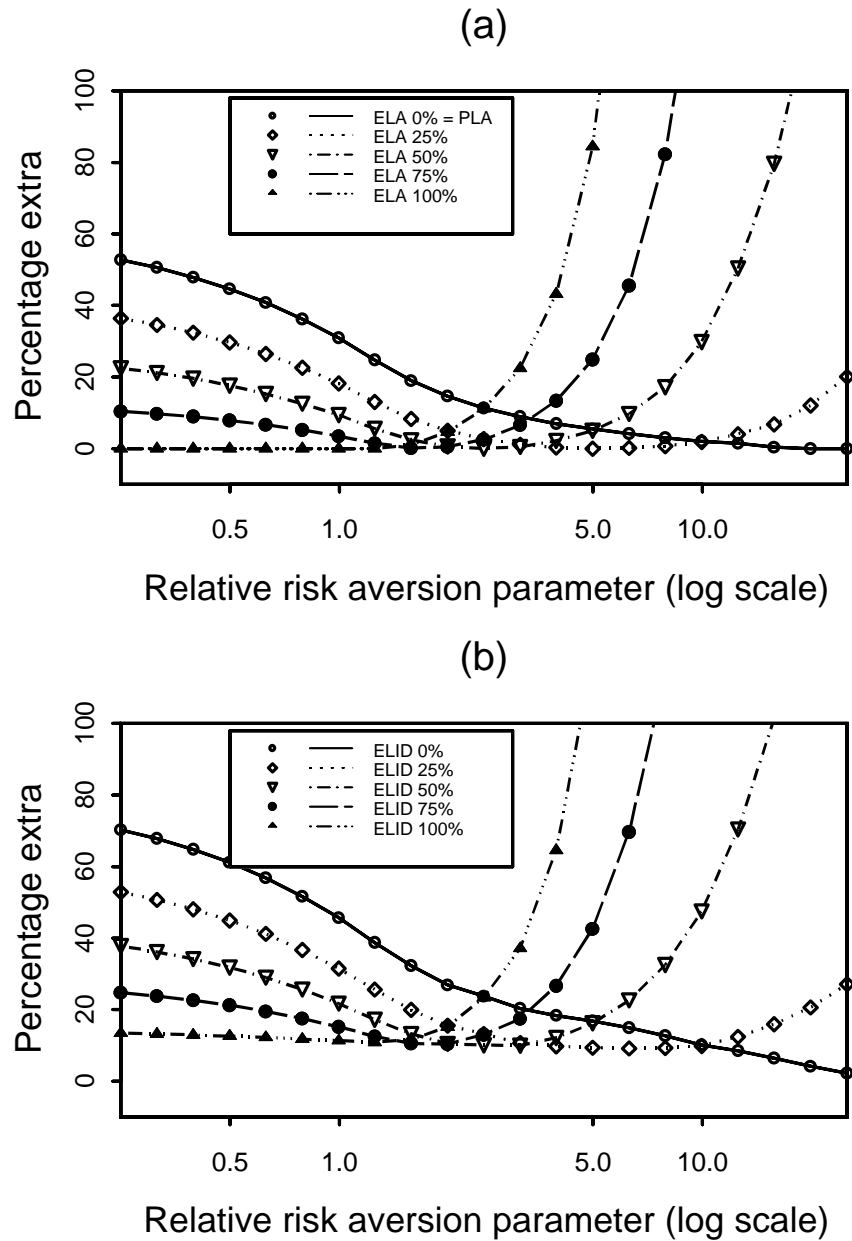 (a)
Percentage extra
100
80
60
40
20
0
ELA 0% = PLA
ELA 25%
ELA 50%
ELA 75%
ELA 100%
0.5 1.0 5.0 10.0
Relative risk aversion parameter (log scale)
(b)
Percentage extra
100
80
60
40
20
0
ELID 0%
ELID 25%
ELID 50%
ELID 75%
ELID 100%
0.5 1.0 5.0 10.0
Relative risk aversion parameter (log scale)